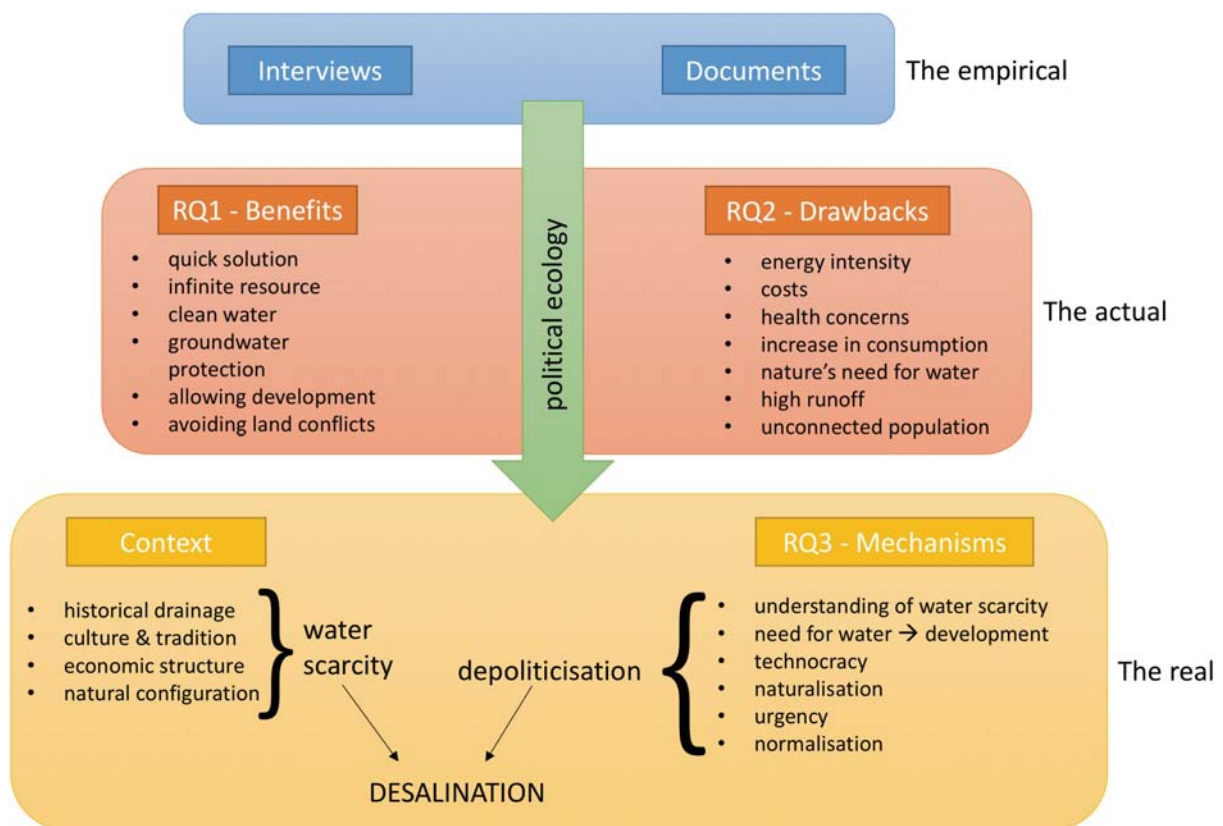 Interviews
Documents
The empirical
RQ1 - Benefits
• quick solution
• infinite resource
• clean water
• groundwater
protection
• allowing development
• avoiding land conflicts
political ecology
RQ2 - Drawbacks
• energy intensity
• costs
• health concerns
• increase in consumption
• nature's need for water
• high runoff
• unconnected population
The actual
Context
• historical drainage
• culture & tradition
• economic structure
• natural configuration
water
scarcity
depoliticisation
RQ3 - Mechanisms
• understanding of water scarcity
• need for water → development
• technocracy
• naturalisation
• urgency
• normalisation
The real
DESALINATION